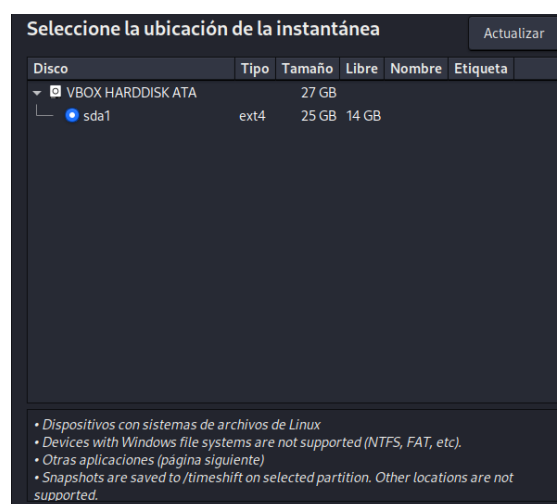 Seleccione la ubicación de la instantánea
Actualizar
Disco Tipo Tamaño Libre Nombre Etiqueta
VBOX HARDDISK ATA 27 GB
sda1 ext4 25 GB 14 GB
• Dispositivos con sistemas de archivos de Linux
• Devices with Windows file systems are not supported (NTFS, FAT, etc).
• Otras aplicaciones (página siguiente)
• Snapshots are saved to /timeshift on selected partition. Other locations are not
supported.